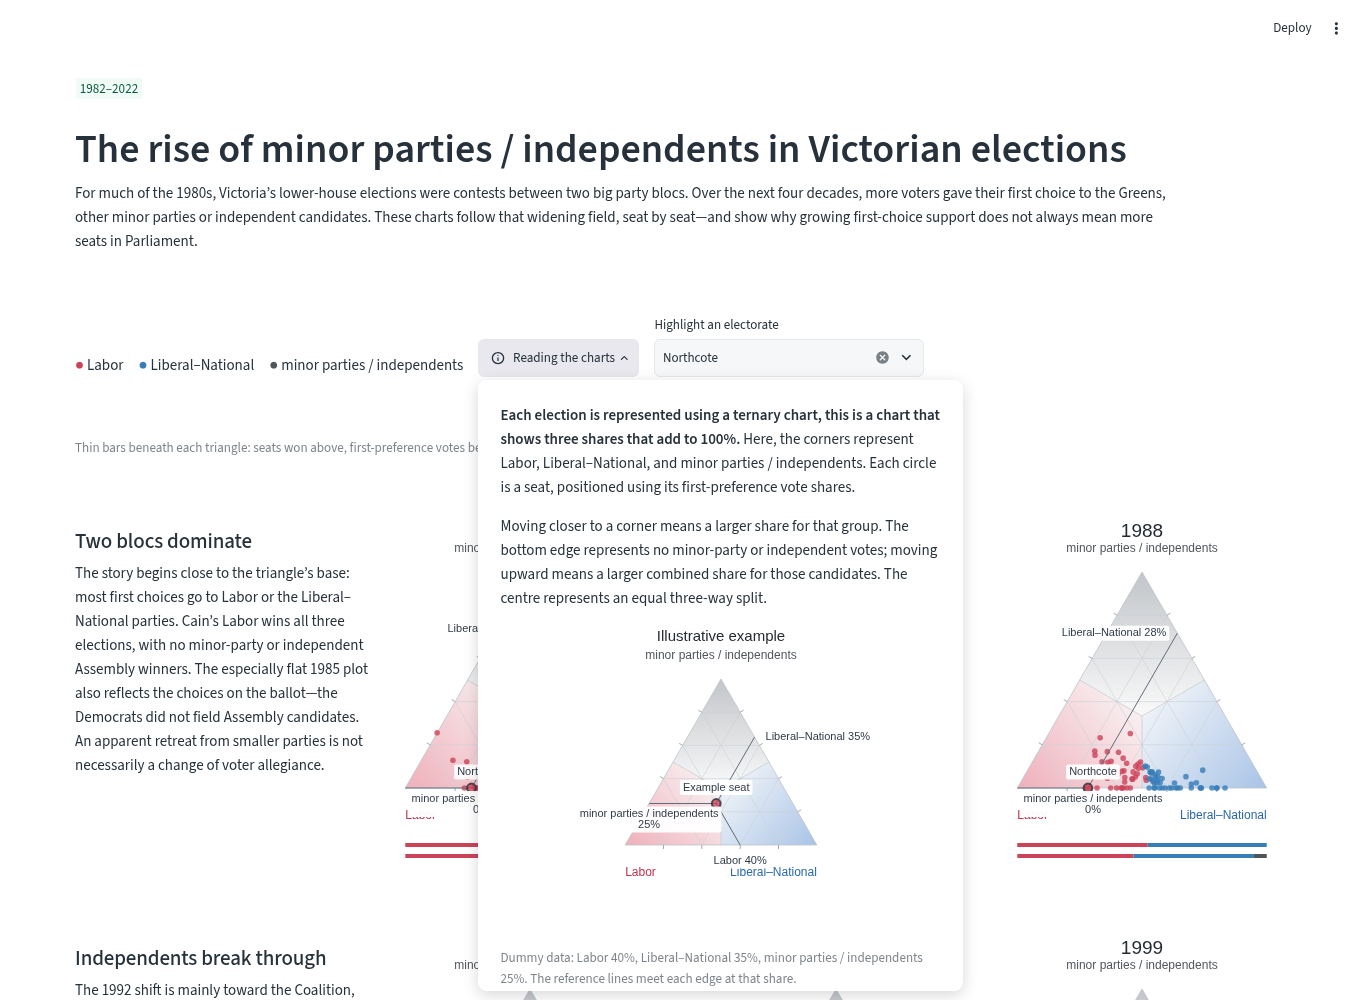 Deploy
1982–2022
The rise of minor parties / independents in Victorian elections
For much of the 1980s, Victoria’s lower-house elections were contests between two big party blocs. Over the next four decades, more voters gave their first choice to the Greens,
other minor parties or independent candidates. These charts follow that widening field, seat by seat—and show why growing first-choice support does not always mean more
seats in Parliament.
Highlight an electorate
Labor
Liberal–National
minor parties / independents
Reading the charts
Northcote
Thin bars beneath each triangle: seats won above, first-preference votes be
Each election is represented using a ternary chart, this is a chart that
shows three shares that add to 100%. Here, the corners represent
Labor, Liberal–National, and minor parties / independents. Each circle
is a seat, positioned using its first-preference vote shares.
Moving closer to a corner means a larger share for that group. The
bottom edge represents no minor-party or independent votes; moving
upward means a larger combined share for those candidates. The
centre represents an equal three-way split.
Illustrative example
minor parties / independents
Liberal–National 35%
Example seat
minor parties / independents
25%
Labor 40%
Labor
Liberal–National
Dummy data: Labor 40%, Liberal–National 35%, minor parties / independents
25%. The reference lines meet each edge at that share.
Two blocs dominate
The story begins close to the triangle’s base:
most first choices go to Labor or the Liberal–
National parties. Cain’s Labor wins all three
elections, with no minor-party or independent
Assembly winners. The especially flat 1985 plot
also reflects the choices on the ballot—the
Democrats did not field Assembly candidates.
An apparent retreat from smaller parties is not
necessarily a change of voter allegiance.
mino
Libera
Nort
minor parties
0
Labor
1988
minor parties / independents
Liberal–National 28%
Northcote
minor parties / independents
0%
Labor
Liberal–National
Independents break through
The 1992 shift is mainly toward the Coalition,
mino
1999
minor parties / independents